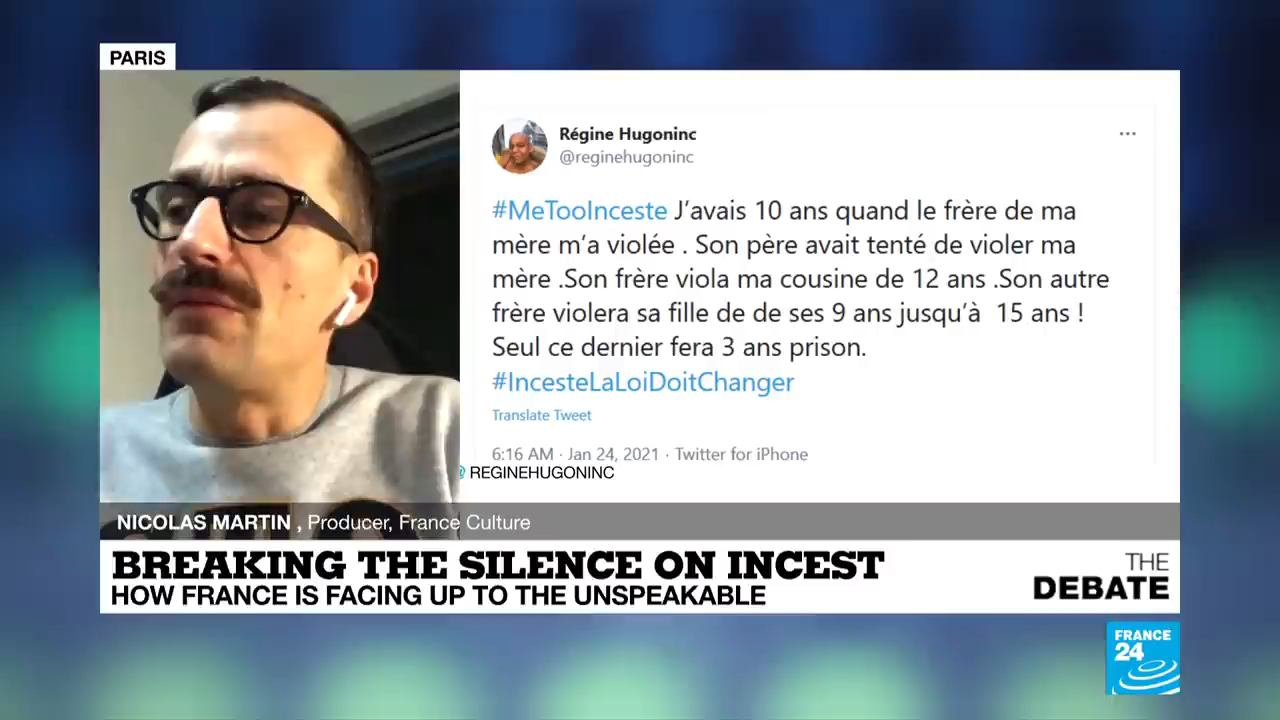 PARIS
Régine Hugoninc
@reginehugoninc
#MeTooInceste J’avais 10 ans quand le frère de ma
mère m’a violée . Son père avait tenté de violer ma
mère .Son frère viola ma cousine de 12 ans .Son autre
frère violera sa fille de de ses 9 ans jusqu’à 15 ans !
Seul ce dernier fera 3 ans prison.
#IncesteLaLoiDoitChanger
Translate Tweet
6:16 AM · Jan 24, 2021 · Twitter for iPhone
@ REGINEHUGONINC
NICOLAS MARTIN , Producer, France Culture
BREAKING THE SILENCE ON INCEST
HOW FRANCE IS FACING UP TO THE UNSPEAKABLE
THE
DEBATE
FRANCE
24